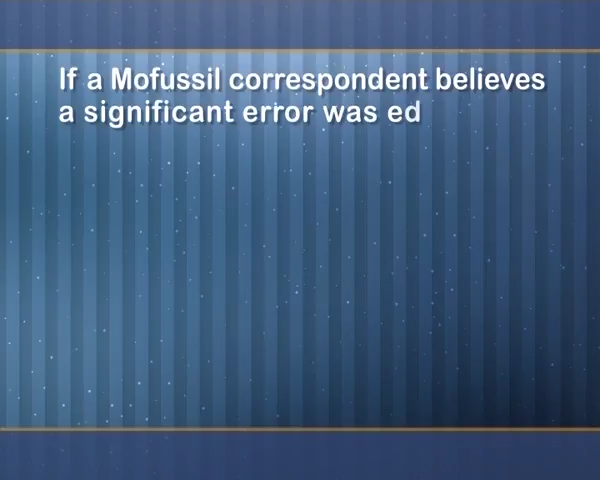 If a Mofussil correspondent believes
a significant error was ed